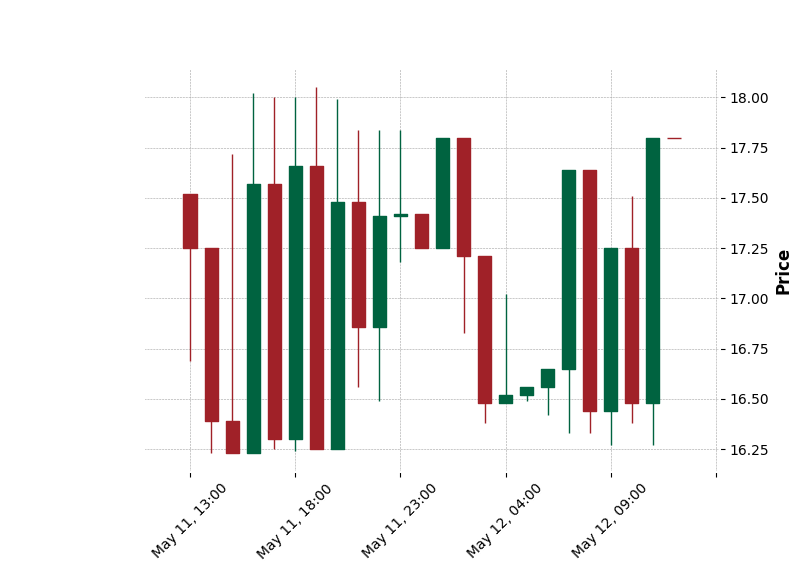 18.00
17.75
17.50
17.25
17.00
16.75
16.50
16.25
Price
May 11, 13:00
May 11, 18:00
May 11, 23:00
May 12, 04:00
May 12, 09:00